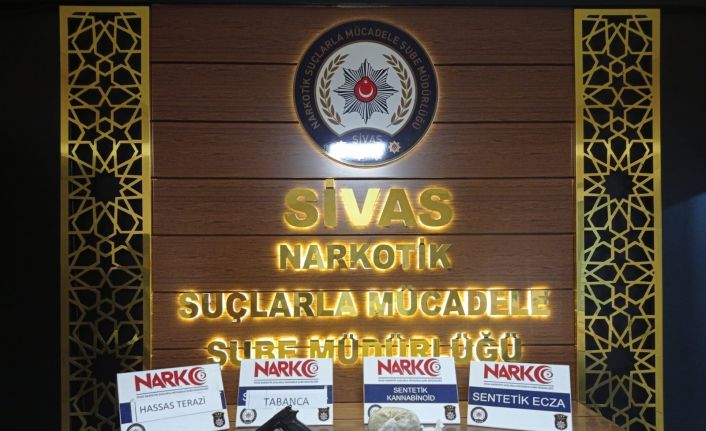 NARKOTİK SUÇLARLA MÜCADELE ŞUBE MÜDÜRLÜĞÜ
SİVAS
SİVAS
NARKOTİK
SUÇLARLA MÜCADELE
ŞUBE MÜDÜRLÜĞÜ
NARKO
HASSAS TERAZİ
NARKO
TABANCA
NARKO
SENTETİK
KANNABİNOİD
NARKO
SENTETİK ECZA